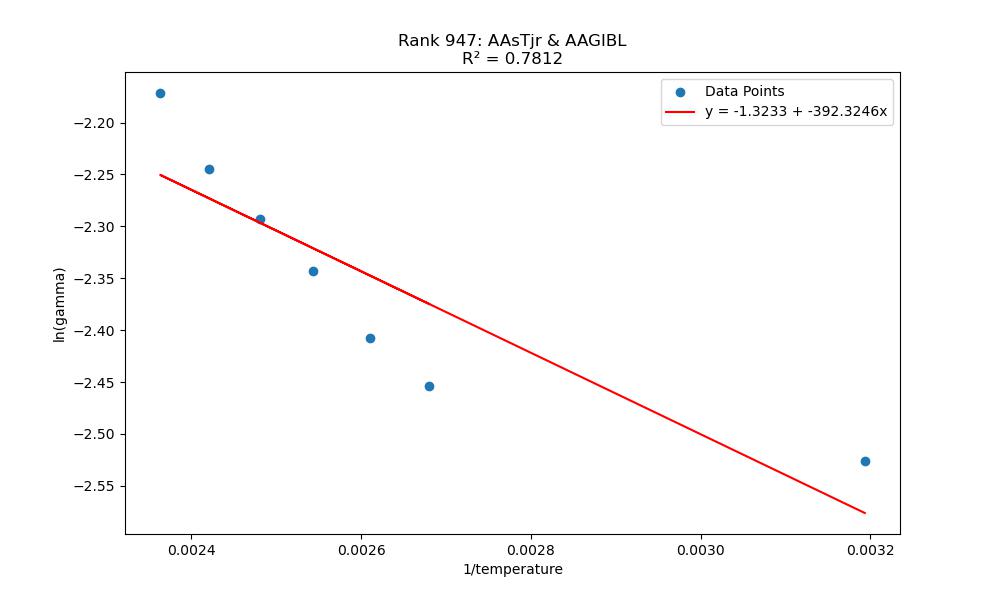 Rank 947: AAsTjr & AAGIBL
R² = 0.7812
Data Points
y = -1.3233 + -392.3246x
−2.20
−2.25
−2.30
−2.35
−2.40
−2.45
−2.50
−2.55
ln(gamma)
0.0024
0.0026
0.0028
0.0030
0.0032
1/temperature